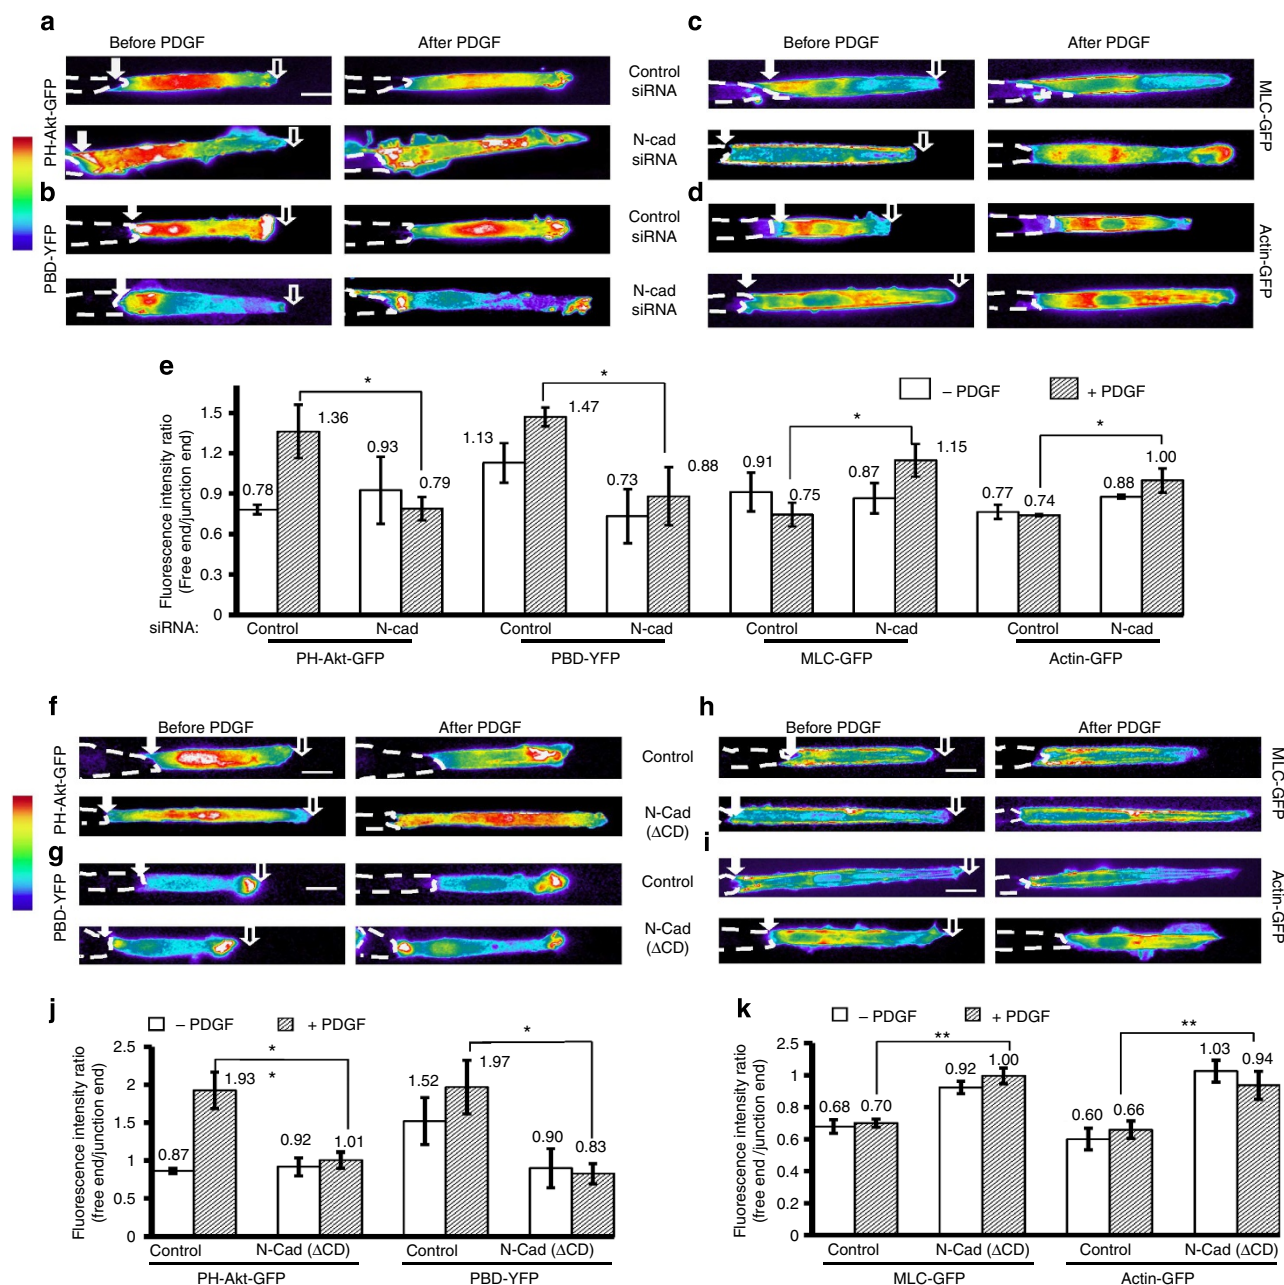 a
Before PDGF
After PDGF
PH-Akt-GFP
Control
siRNA
N-cad
siRNA
b
PBD-YFP
Control
siRNA
N-cad
siRNA
c
Before PDGF
After PDGF
MLC-GFP
d
Actin-GFP
e
Fluorescence intensity ratio
(Free end/junction end)
– PDGF
+ PDGF
*
*
*
*
1.5
1.2
0.9
0.6
0.3
0
0.78
1.36
0.93
0.79
1.13
1.47
0.73
0.88
0.91
0.75
0.87
1.15
0.77
0.74
0.88
1.00
siRNA:
Control
N-cad
Control
N-cad
Control
N-cad
Control
N-cad
PH-Akt-GFP
PBD-YFP
MLC-GFP
Actin-GFP
f
Before PDGF
After PDGF
PH-Akt-GFP
Control
N-Cad
(ΔCD)
g
PBD-YFP
Control
N-Cad
(ΔCD)
h
Before PDGF
After PDGF
MLC-GFP
i
Actin-GFP
j
– PDGF
+ PDGF
Fluorescence intensity ratio
(free end/junction end)
2.5
2
1.5
1
0.5
0
*
*
*
0.87
1.93
0.92
1.01
1.52
1.97
0.90
0.83
Control
N-Cad (ΔCD)
Control
N-Cad (ΔCD)
PH-Akt-GFP
PBD-YFP
k
– PDGF
+ PDGF
Fluorescence intensity ratio
(free end /junction end)
2.5
1
0.8
0.6
0.4
0.2
0
**
**
0.68
0.70
0.92
1.00
0.60
0.66
1.03
0.94
Control
N-Cad (ΔCD)
Control
N-Cad (ΔCD)
MLC-GFP
Actin-GFP